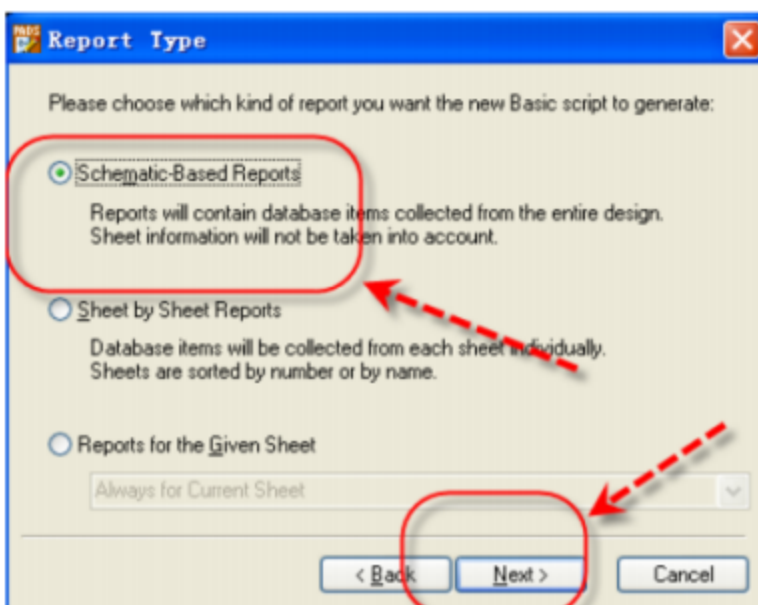 PADS
Report Type
Please choose which kind of report you want the new Basic script to generate:
Schematic-Based Reports
Reports will contain database items collected from the entire design.
Sheet information will not be taken into account.
Sheet by Sheet Reports
Database items will be collected from each sheet individually.
Sheets are sorted by number or by name.
Reports for the Given Sheet
Always for Current Sheet
< Back Next > Cancel